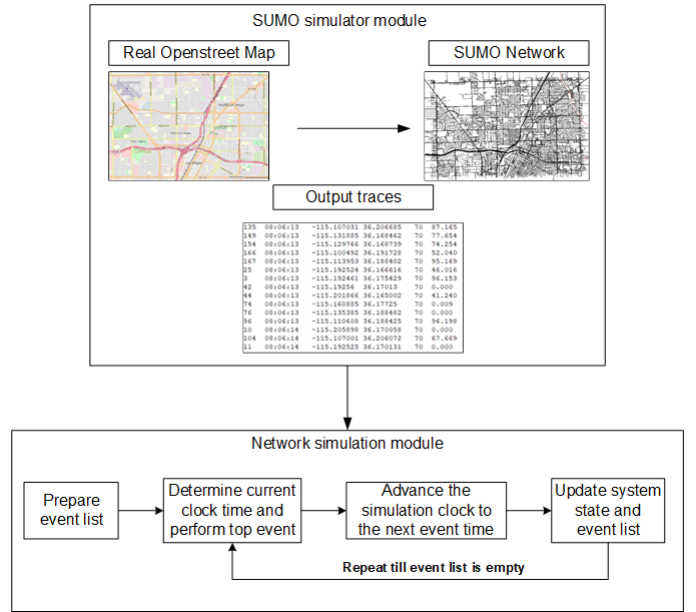 SUMO simulator module
Real Openstreet Map
SUMO Network
Output traces
135 08:06:13 -115.107031 36.206685 70 87.165
149 08:06:13 -115.131885 36.168462 70 77.654
154 08:06:13 -115.129766 36.168739 70 74.254
166 08:06:13 -115.100492 36.191728 70 52.040
167 08:06:13 -115.113953 36.188402 70 95.169
25 08:06:13 -115.192524 36.166616 70 46.016
3 08:06:13 -115.192461 36.175429 70 96.153
42 08:06:13 -115.19256 36.17013 70 0.000
44 08:06:13 -115.201866 36.165002 70 41.240
74 08:06:13 -115.160885 36.17725 70 0.009
76 08:06:13 -115.135385 36.188482 70 0.000
96 08:06:13 -115.110608 36.188425 70 96.198
10 08:06:14 -115.205898 36.170058 70 0.000
104 08:06:14 -115.107001 36.206072 70 67.669
11 08:06:14 -115.192525 36.170131 70 0.000
Network simulation module
Prepare
event list
Determine current
clock time and
perform top event
Advance the
simulation clock to
the next event time
Update system
state and
event list
Repeat till event list is empty